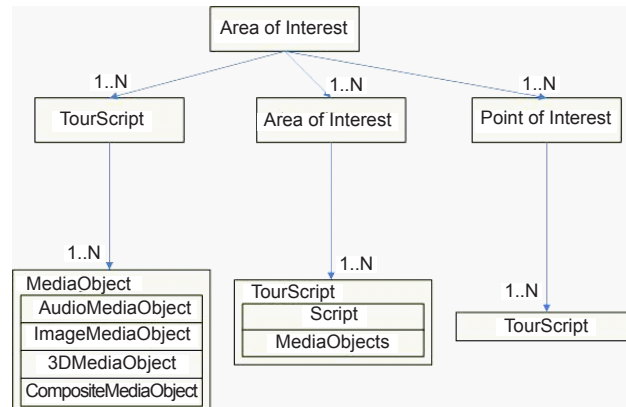 Area of Interest
1..N 1..N 1..N
TourScript Area of Interest Point of Interest
1..N
1..N
1..N
MediaObject
AudioMediaObject
ImageMediaObject
3DMediaObject
CompositeMediaObject
TourScript
Script
MediaObjects
TourScript